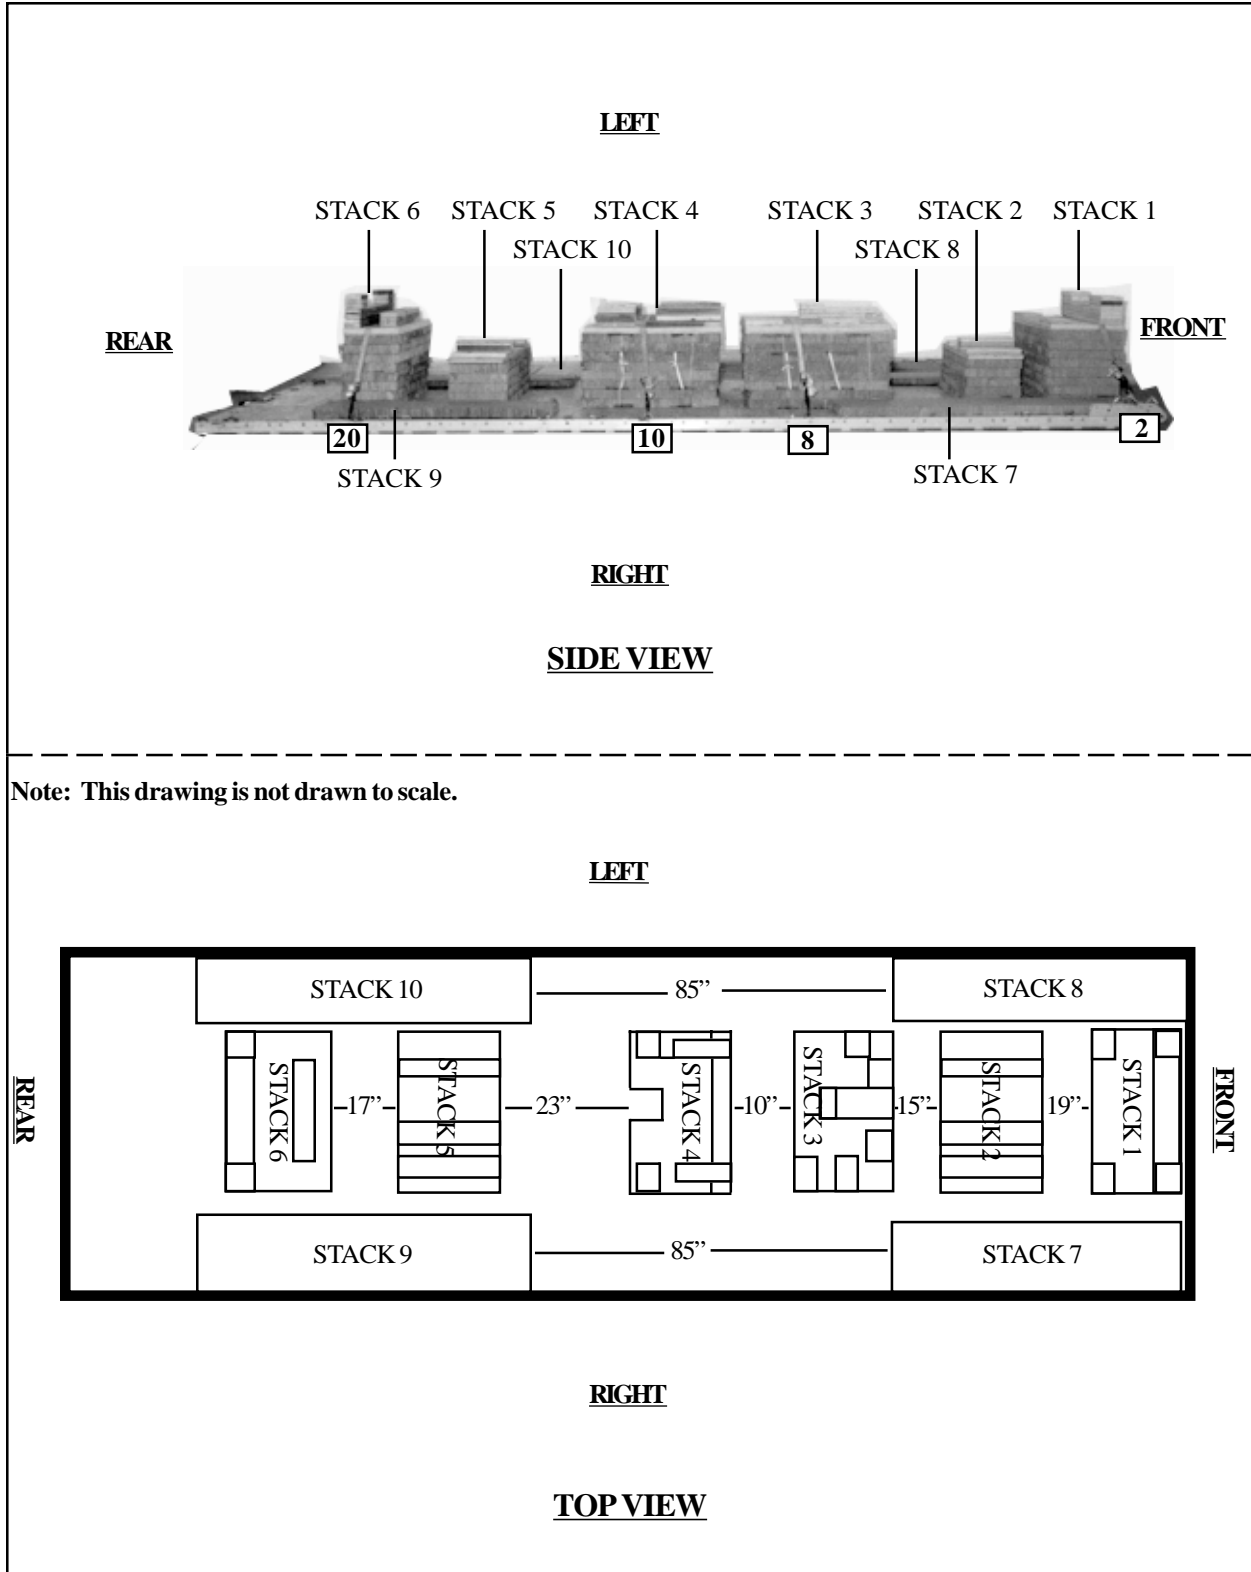 LEFT
STACK 6 STACK 5 STACK 4 STACK 3 STACK 2 STACK 1
STACK 10 STACK 8
REAR FRONT
20 10 8 2
STACK 9 STACK 7
RIGHT
SIDE VIEW
Note: This drawing is not drawn to scale.
LEFT
STACK 10 85” STACK 8
REAR STACK 6 17” STACK 5 23” STACK 4 10” STACK 3 15” STACK 2 19” STACK 1 FRONT
STACK 9 85” STACK 7
RIGHT
TOP VIEW